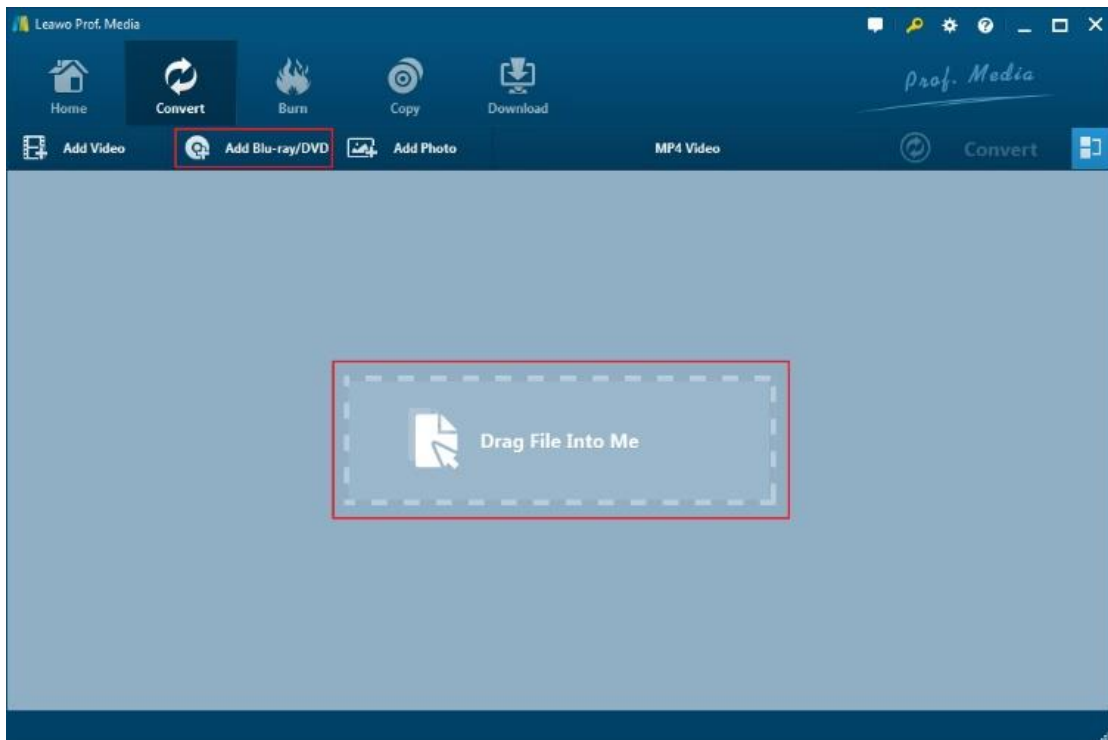 Leawo Prof. Media
Home Convert Burn Copy Download
Prof. Media
Add Video Add Blu-ray/DVD Add Photo MP4 Video Convert
Drag File Into Me